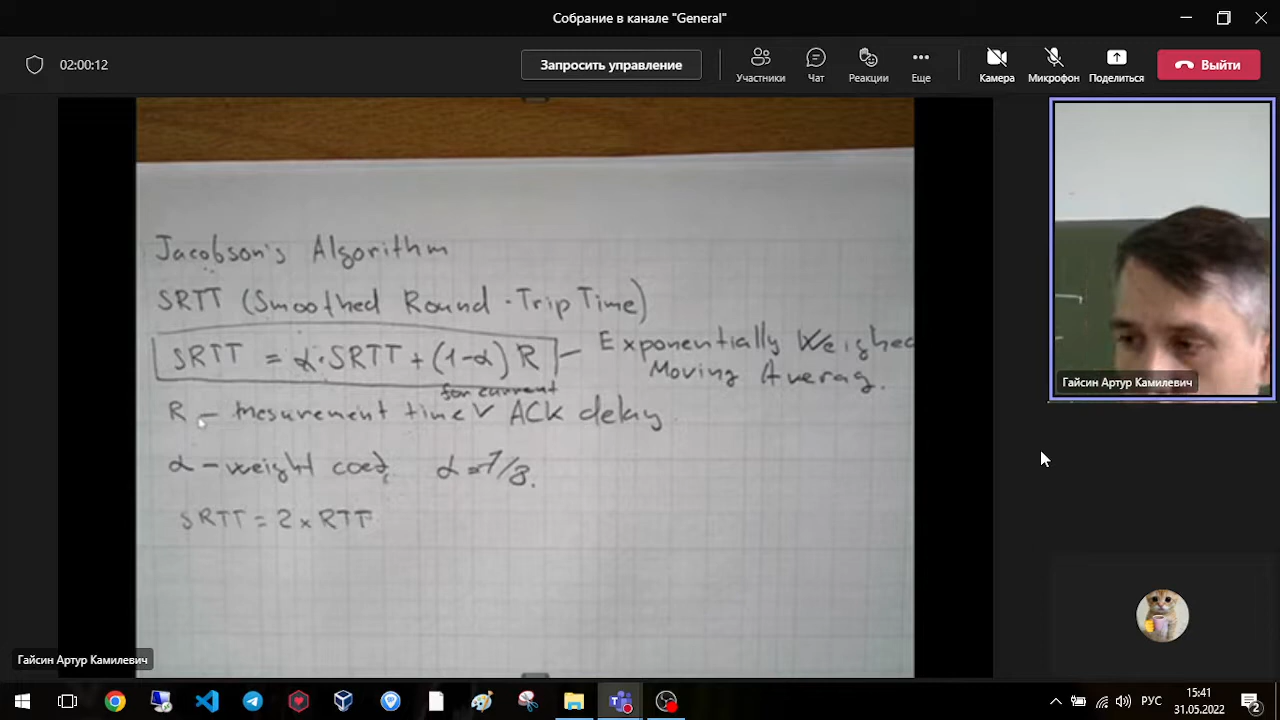 Собрание в канале "General"
02:00:12
Запросить управление
Участники
Чат
Реакции
Еще
Камера
Микрофон
Поделиться
Выйти
Jacobson's Algorithm
SRTT (Smoothed Round-Trip Time)
SRTT = α·SRTT + (1-α) R – Exponentially Weighed
Moving Averag.
for current
R – mesurement time ∨ ACK delay
α – weight coef, α = 7/8.
SRTT = 2 × RTT
Гайсин Артур Камилевич
Гайсин Артур Камилевич
РУС
15:41
31.05.2022
2